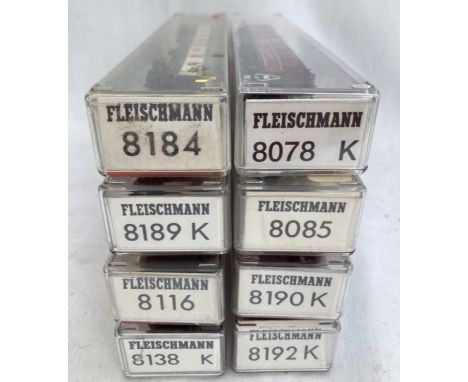 FLEISCHMANN
8184
FLEISCHMANN
8078 K
FLEISCHMANN
8189 K
FLEISCHMANN
8085
FLEISCHMANN
8116
FLEISCHMANN
8190 K
FLEISCHMANN
8138 K
FLEISCHMANN
8192 K